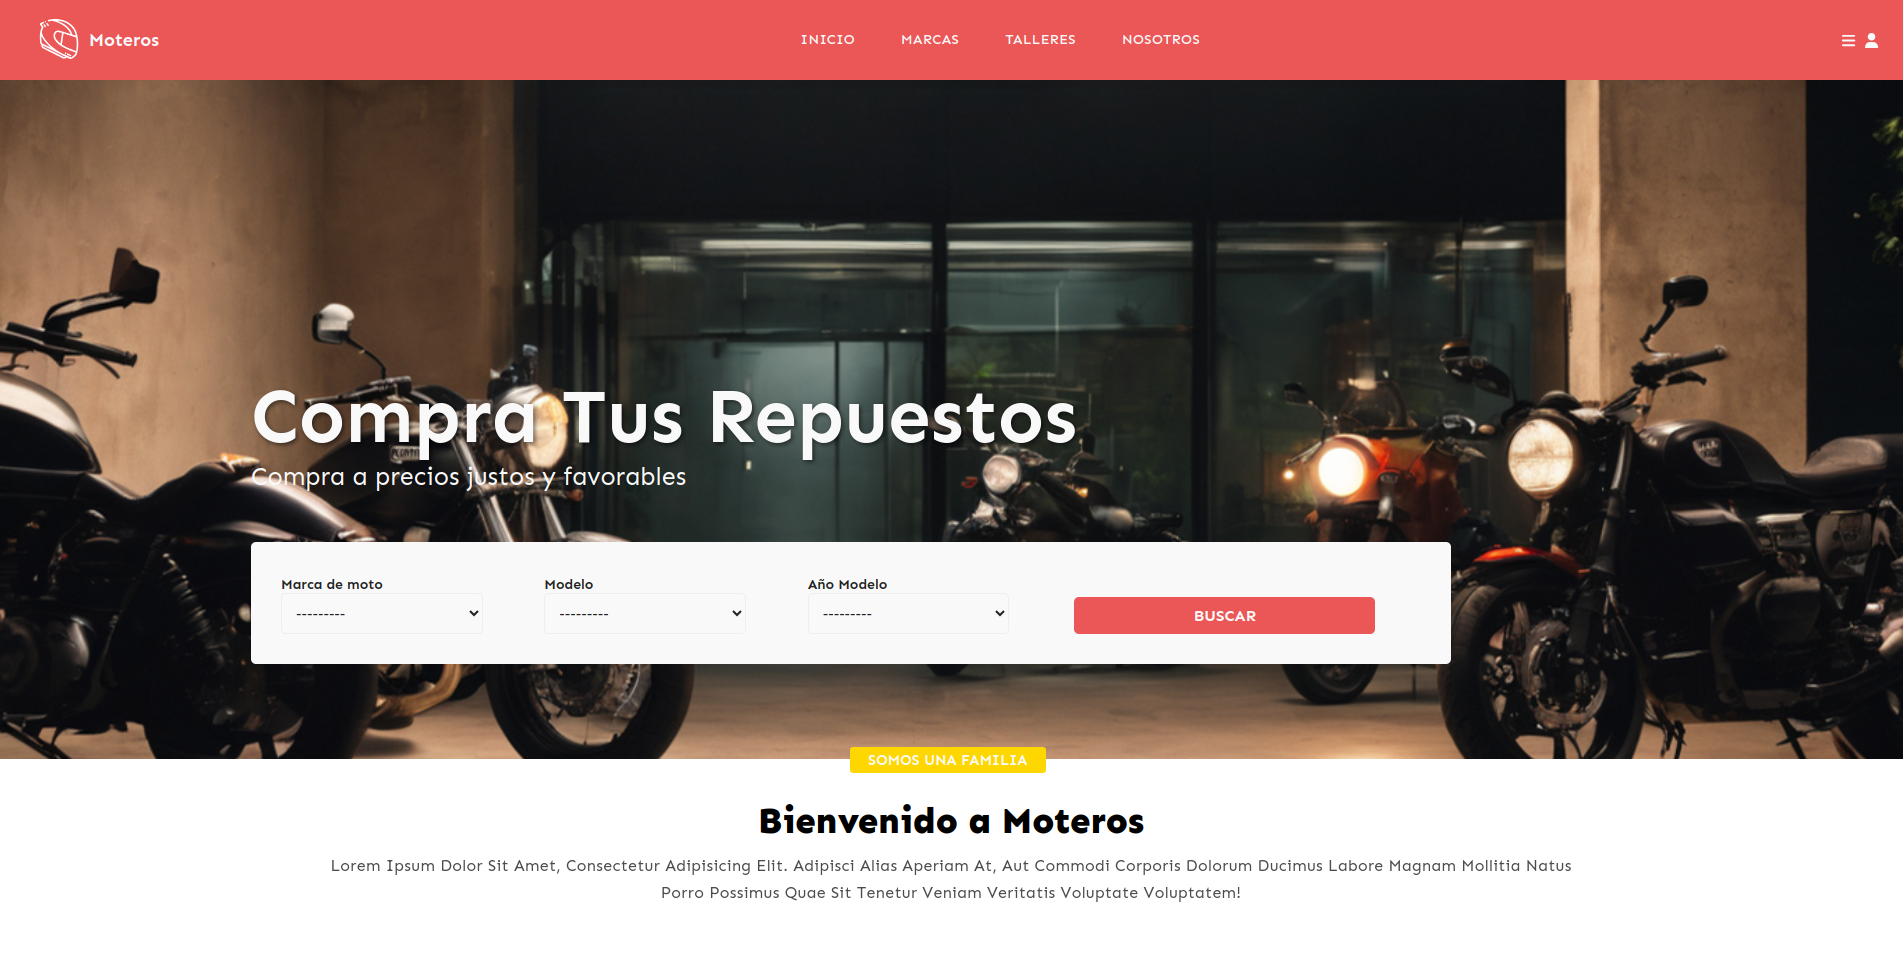 Moteros
INICIO
MARCAS
TALLERES
NOSOTROS
Compra Tus Repuestos
Compra a precios justos y favorables
Marca de moto
Modelo
Año Modelo
---------
---------
---------
BUSCAR
SOMOS UNA FAMILIA
Bienvenido a Moteros
Lorem Ipsum Dolor Sit Amet, Consectetur Adipisicing Elit. Adipisci Alias Aperiam At, Aut Commodi Corporis Dolorum Ducimus Labore Magnam Mollitia Natus
Porro Possimus Quae Sit Tenetur Veniam Veritatis Voluptate Voluptatem!